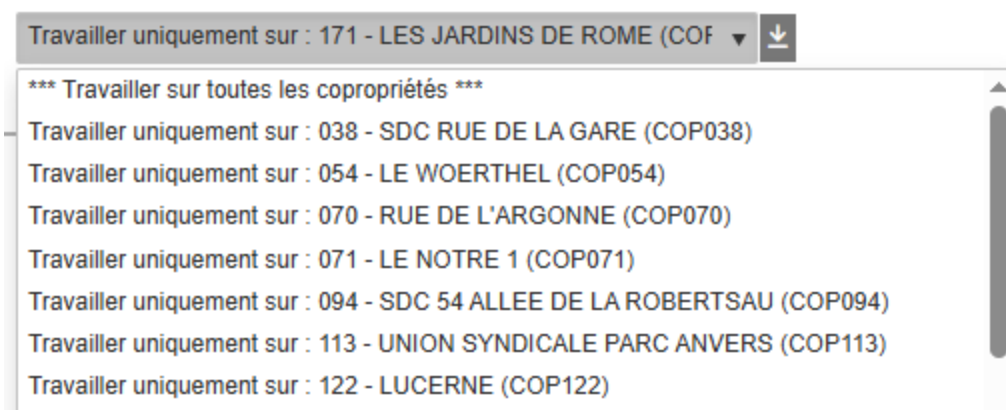 Travailler uniquement sur : 171 - LES JARDINS DE ROME (COF
*** Travailler sur toutes les copropriétés ***
Travailler uniquement sur : 038 - SDC RUE DE LA GARE (COP038)
Travailler uniquement sur : 054 - LE WOERTHEL (COP054)
Travailler uniquement sur : 070 - RUE DE L'ARGONNE (COP070)
Travailler uniquement sur : 071 - LE NOTRE 1 (COP071)
Travailler uniquement sur : 094 - SDC 54 ALLEE DE LA ROBERTSAU (COP094)
Travailler uniquement sur : 113 - UNION SYNDICALE PARC ANVERS (COP113)
Travailler uniquement sur : 122 - LUCERNE (COP122)